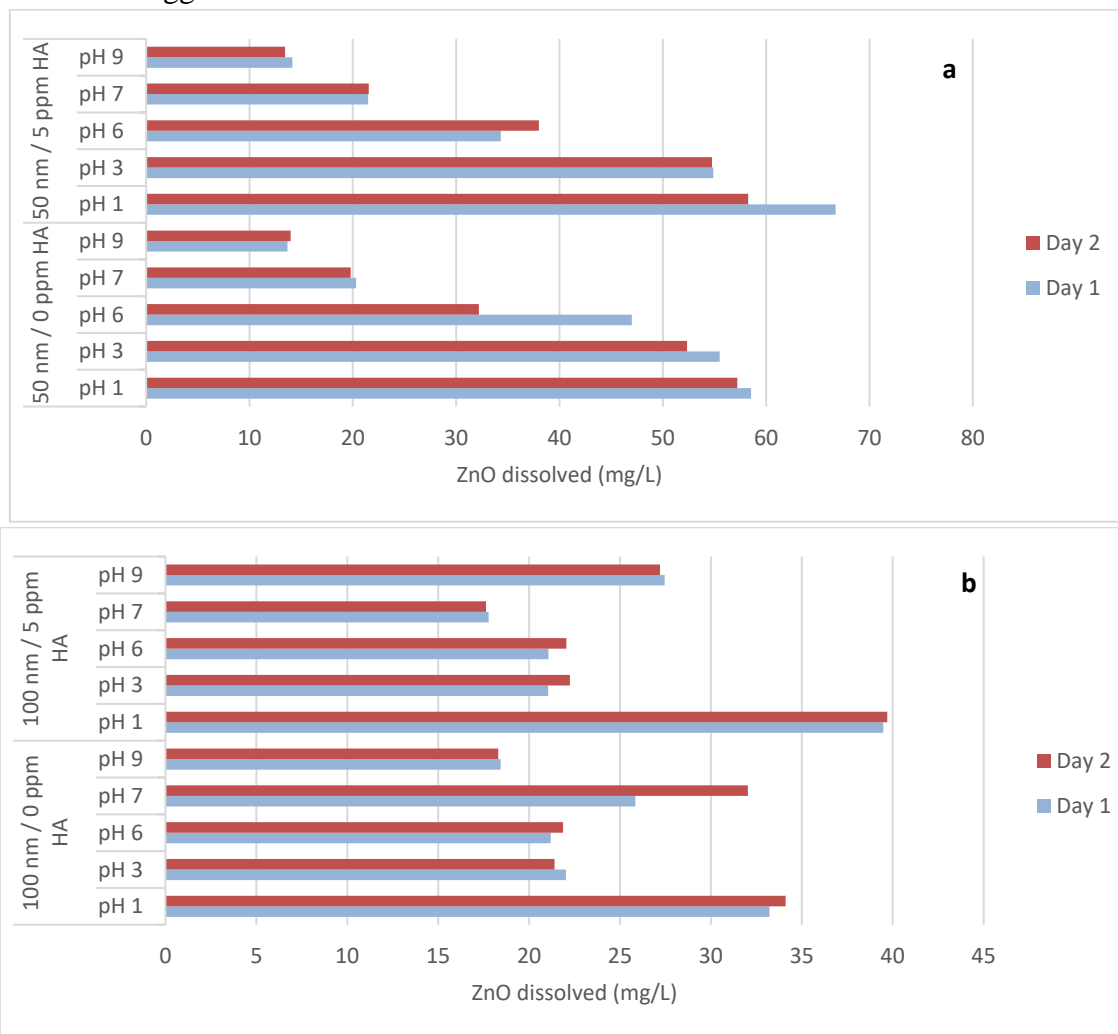 gg
a
50 nm / 5 ppm HA
pH 9
pH 7
pH 6
pH 3
pH 1
50 nm / 0 ppm HA
pH 9
pH 7
pH 6
pH 3
pH 1
Day 2
Day 1
0 10 20 30 40 50 60 70 80
ZnO dissolved (mg/L)
b
100 nm / 5 ppm
HA
pH 9
pH 7
pH 6
pH 3
pH 1
100 nm / 0 ppm
HA
pH 9
pH 7
pH 6
pH 3
pH 1
Day 2
Day 1
0 5 10 15 20 25 30 35 40 45
ZnO dissolved (mg/L)